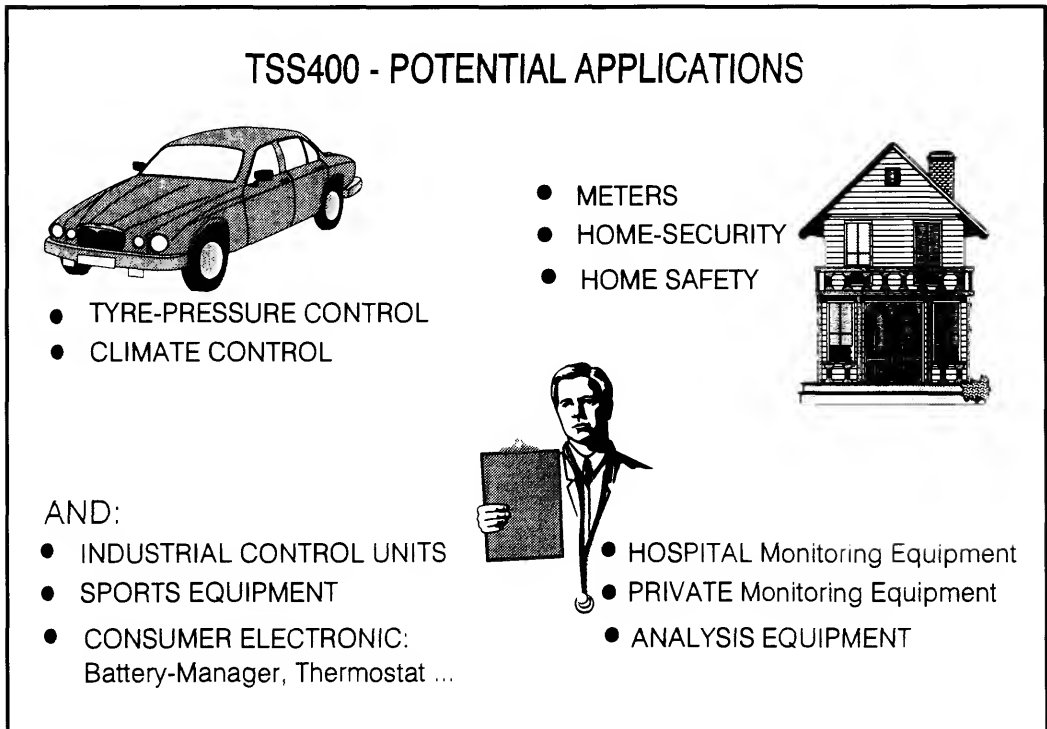 TSS400 - POTENTIAL APPLICATIONS
● TYRE-PRESSURE CONTROL
● CLIMATE CONTROL
● METERS
● HOME-SECURITY
● HOME SAFETY
AND:
● INDUSTRIAL CONTROL UNITS
● SPORTS EQUIPMENT
● CONSUMER ELECTRONIC:
Battery-Manager, Thermostat ...
● HOSPITAL Monitoring Equipment
● PRIVATE Monitoring Equipment
● ANALYSIS EQUIPMENT